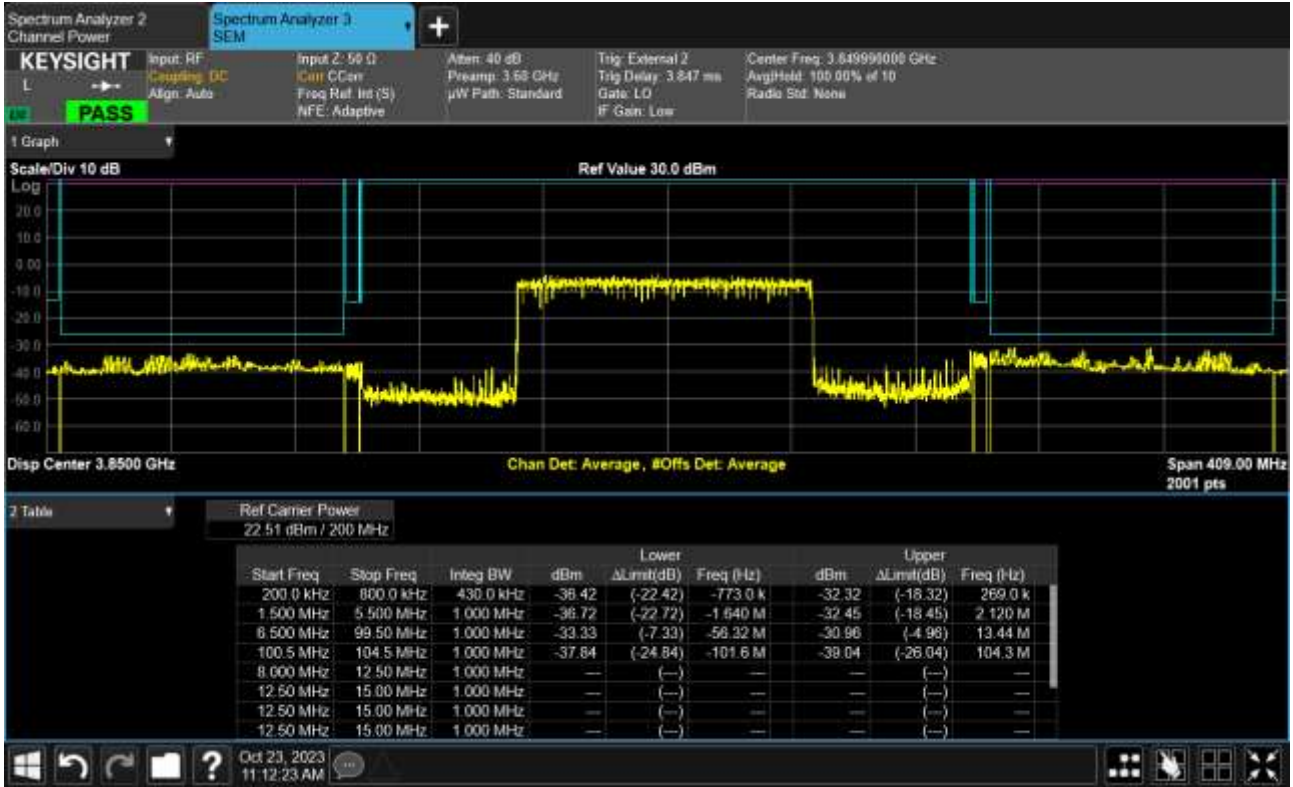 Spectrum Analyzer 2
Channel Power
Spectrum Analyzer 3
SEM
KEYSIGHT
L
PASS
Input: RF
Coupling: DC
Align: Auto
Input Z: 50 Ω
Corr CCorr
Freq Ref: Int (S)
NFE: Adaptive
Atten: 40 dB
Preamp: 3.60 GHz
µW Path: Standard
Trig: External 2
Trig Delay: 3.847 ms
Gate: LO
IF Gain: Low
Center Freq: 3.849990000 GHz
Avg|Hold: 100.00% of 10
Radio Std: None
1 Graph
Scale/Div 10 dB
Ref Value 30.0 dBm
Log
20.0
10.0
0.00
-10.0
-20.0
-30.0
-40.0
-50.0
-60.0
Disp Center 3.8500 GHz
Chan Det: Average, #Offs Det: Average
Span 409.00 MHz
2001 pts
2 Table
Ref Carrier Power
22.51 dBm / 200 MHz
Lower Upper
Start Freq Stop Freq Integ BW dBm ΔLimit(dB) Freq (Hz) dBm ΔLimit(dB) Freq (Hz)
200.0 kHz 800.0 kHz 430.0 kHz -36.42 (-22.42) -773.0 k -32.32 (-18.32) 269.0 k
1.500 MHz 5.500 MHz 1.000 MHz -36.72 (-22.72) -1.640 M -32.45 (-18.45) 2.120 M
6.500 MHz 99.50 MHz 1.000 MHz -33.33 (-7.33) -56.32 M -30.96 (-4.96) 13.44 M
100.5 MHz 104.5 MHz 1.000 MHz -37.84 (-24.84) -101.6 M -39.04 (-26.04) 104.3 M
8.000 MHz 12.50 MHz 1.000 MHz --- (---) --- --- (---) ---
12.50 MHz 15.00 MHz 1.000 MHz --- (---) --- --- (---) ---
12.50 MHz 15.00 MHz 1.000 MHz --- (---) --- --- (---) ---
12.50 MHz 15.00 MHz 1.000 MHz --- (---) --- --- (---) ---
Oct 23, 2023
11:12:23 AM